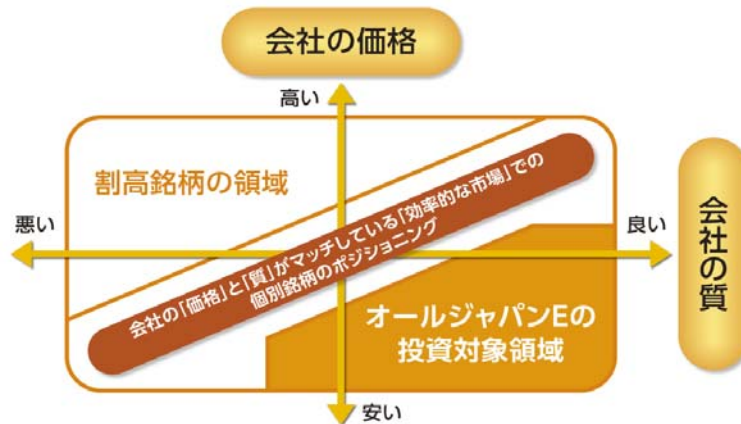 会社の価格
高い
割高銘柄の領域
悪い
会社の「価格」と「質」がマッチしている「効率的な市場」での
個別銘柄のポジショニング
良い
会社の質
オールジャパンEの
投資対象領域
安い